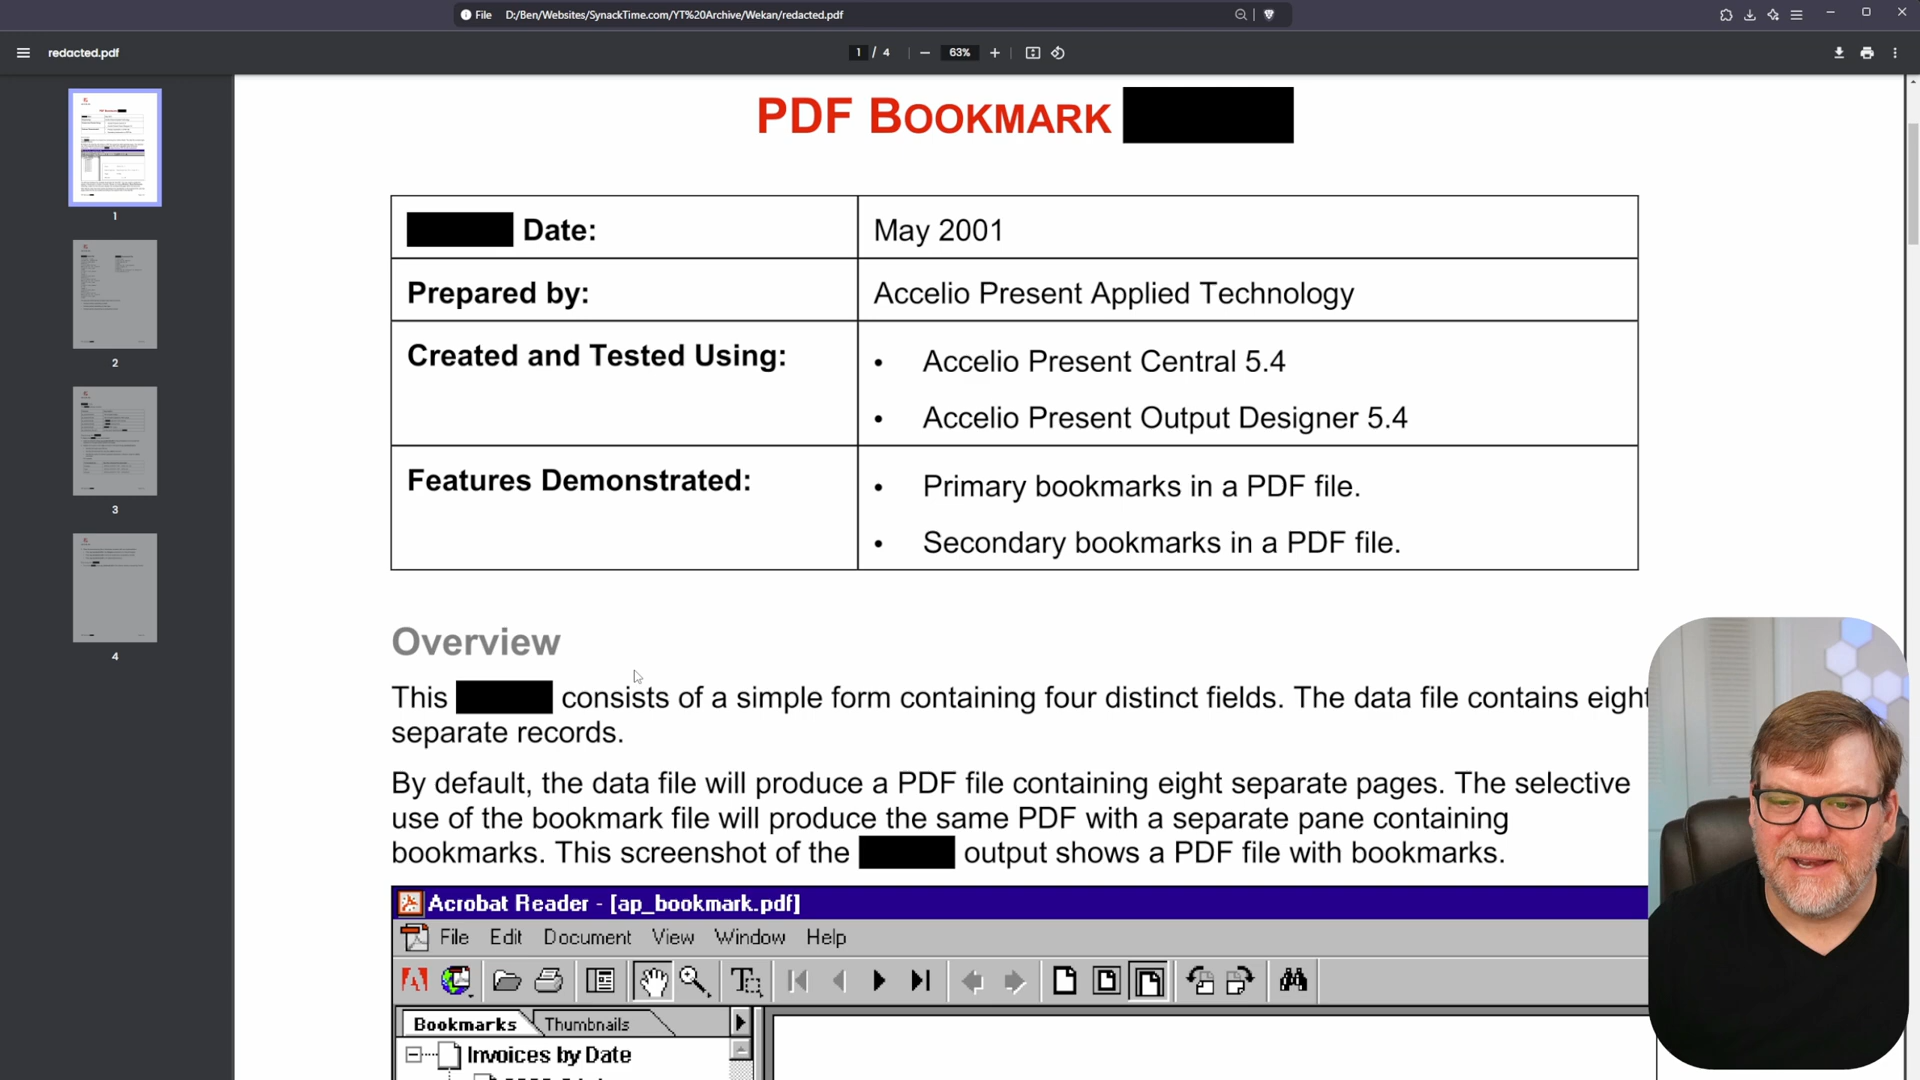 File D:/Ben/Websites/SynackTime.com/YT%20Archive/Wekan/redacted.pdf
redacted.pdf
1 / 4
63%
PDF BOOKMARK
Date:
May 2001
Prepared by:
Accelio Present Applied Technology
Created and Tested Using:
• Accelio Present Central 5.4
• Accelio Present Output Designer 5.4
Features Demonstrated:
• Primary bookmarks in a PDF file.
• Secondary bookmarks in a PDF file.
Overview
This consists of a simple form containing four distinct fields. The data file contains eight
separate records.
By default, the data file will produce a PDF file containing eight separate pages. The selective
use of the bookmark file will produce the same PDF with a separate pane containing
bookmarks. This screenshot of the output shows a PDF file with bookmarks.
Acrobat Reader - [ap_bookmark.pdf]
File Edit Document View Window Help
Bookmarks Thumbnails
Invoices by Date
1
2
3
4